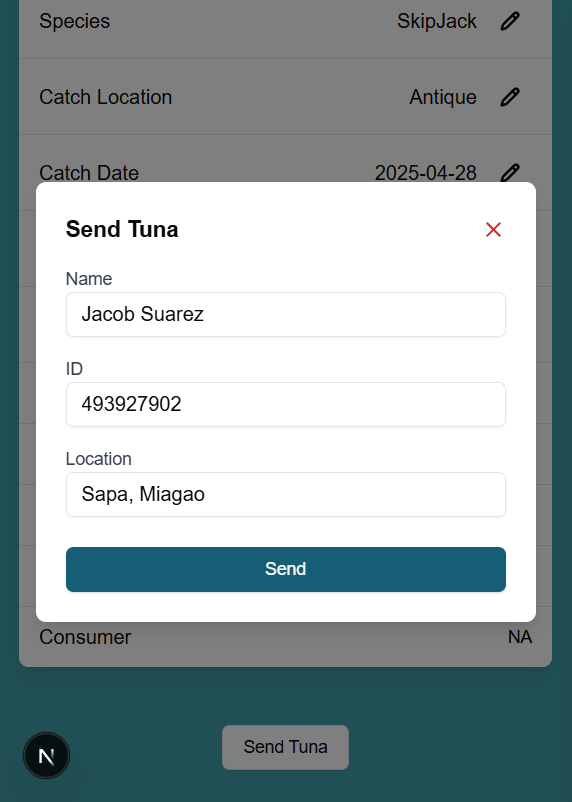 Species SkipJack
Catch Location Antique
Catch Date 2025-04-28
Send Tuna
Name
Jacob Suarez
ID
493927902
Location
Sapa, Miagao
Send
Consumer NA
Send Tuna
N